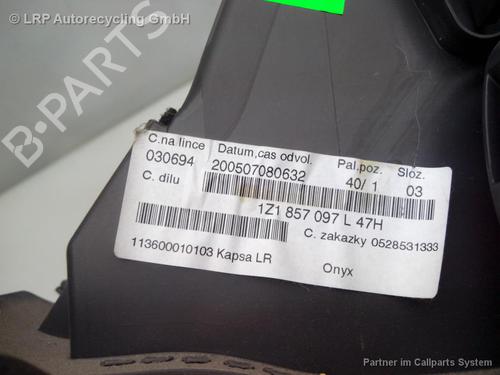 LRP Autorecycling GmbH
B-PARTS
C.na lince Datum,cas odvol. Pal.poz. Sloz.
030694 200507080632 40/ 1 03
C. dilu
1Z1 857 097 L 47H
C. zakazky 0528531333
113600010103 Kapsa LR Onyx
Partner im Callparts System